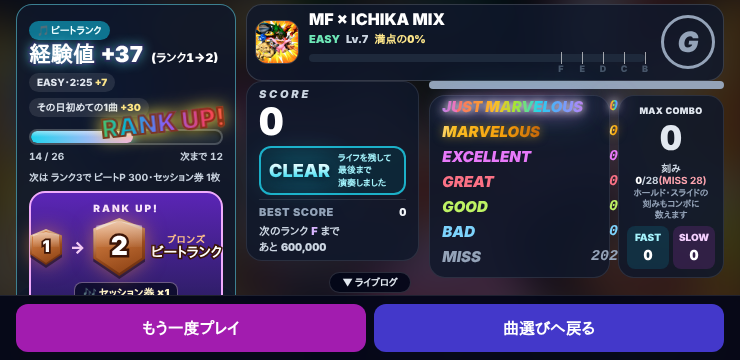 🎵ビートランク
経験値 +37 (ランク1→2)
EASY・2:25 +7
その日初めての1曲 +30
RANK UP!
14 / 26 次まで 12
次は ランク3で ビートP 300・セッション券 1枚
RANK UP!
1 → 2 ブロンズ
ビートランク
🎶 セッション券 ×1
MF × ICHIKA MIX
EASY Lv.7 満点の0%
F E D C B
G
SCORE
0
CLEAR
ライフを残して
最後まで
演奏しました
BEST SCORE 0
次のランク F まで
あと 600,000
▼ ライブログ
JUST MARVELOUS 0
MARVELOUS 0
EXCELLENT 0
GREAT 0
GOOD 0
BAD 0
MISS 202
MAX COMBO
0
刻み
0/28(MISS 28)
ホールド・スライドの
刻みもコンボに
数えます
FAST SLOW
0 0
もう一度プレイ 曲選びへ戻る